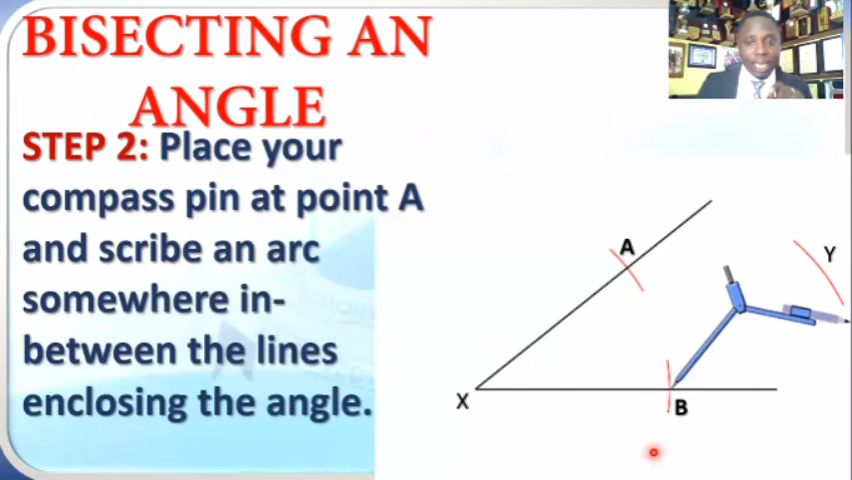 BISECTING AN
ANGLE
STEP 2: Place your
compass pin at point A
and scribe an arc
somewhere in-
between the lines
enclosing the angle.
A
Y
X
B